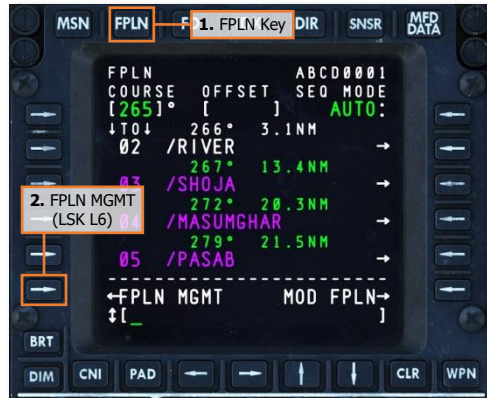 MSN FPLN 1. FPLN Key DIR SNSR MFD DATA
FPLN ABCD0001
COURSE OFFSET SEQ MODE
[265]° [ ] AUTO:
↓TO↓ 266° 3.1NM
02 /RIVER →
267° 13.4NM
03 /SHOJA →
2. FPLN MGMT
(LSK L6)
272° 20.3NM
04 /MASUMGHAR →
279° 21.5NM
05 /PASAB →
←FPLN MGMT MOD FPLN→
↕[_ ]
BRT
DIM CNI PAD ← → ↑ ↓ CLR WPN